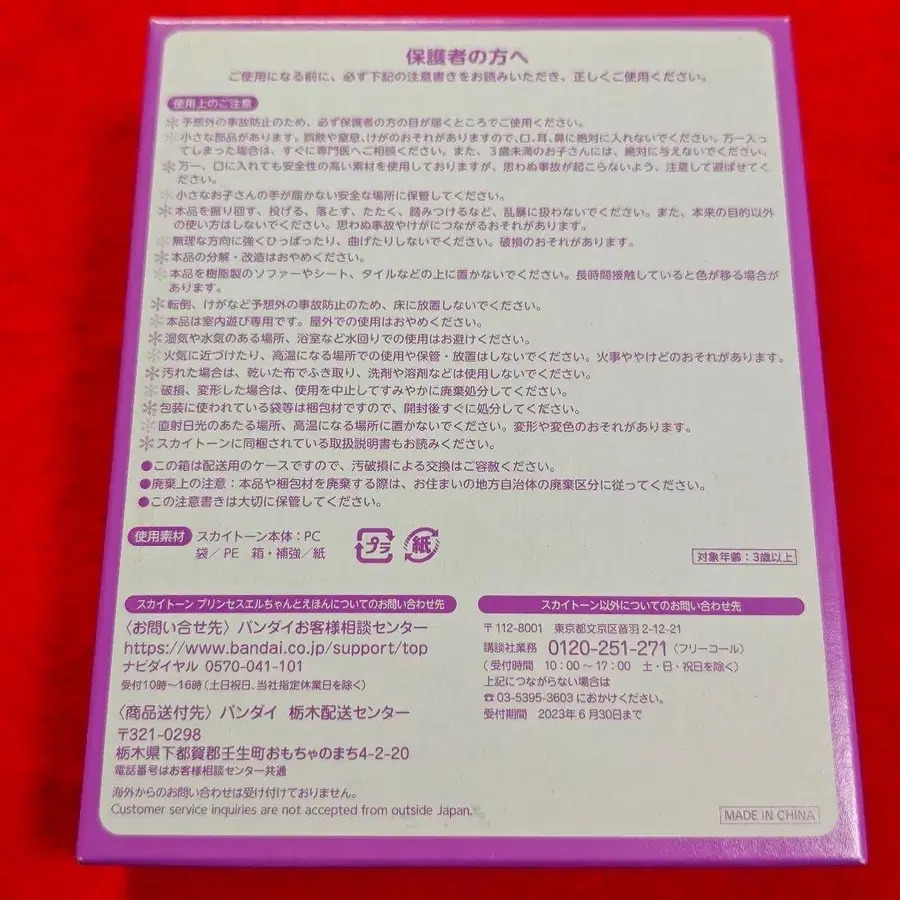 保護者の方へ
ご使用になる前に、必ず下記の注意書きをお読みいただき、正しくご使用ください。
使用上のご注意
＊予想外の事故防止のため、必ず保護者の方の目が届くところでご使用ください。
＊小さな部品があります。誤飲や窒息、けがのおそれがありますので、口、耳、鼻に絶対に入れないでください。万一入っ
てしまった場合は、すぐに専門医へご相談ください。また、3歳未満のお子さんには、絶対に与えないでください。
＊万一、口に入れても安全性の高い素材を使用しておりますが、思わぬ事故が起こらないよう、注意して遊ばせてく
ださい。
＊小さなお子さんの手が届かない安全な場所に保管してください。
＊本品を振り回す、投げる、落とす、たたく、踏みつけるなど、乱暴に扱わないでください。また、本来の目的以外
の使い方はしないでください。思わぬ事故やけがにつながるおそれがあります。
＊無理な方向に強くひっぱったり、曲げたりしないでください。破損のおそれがあります。
＊本品の分解・改造はおやめください。
＊本品を樹脂製のソファーやシート、タイルなどの上に置かないでください。長時間接触していると色が移る場合が
あります。
＊転倒、けがなど予想外の事故防止のため、床に放置しないでください。
＊本品は室内遊び専用です。屋外での使用はおやめください。
＊湿気や水気のある場所、浴室など水回りでの使用はお避けください。
＊火気に近づけたり、高温になる場所での使用や保管・放置はしないでください。火事ややけどのおそれがあります。
＊汚れた場合は、乾いた布でふき取り、洗剤や溶剤などは使用しないでください。
＊破損、変形した場合は、使用を中止してすみやかに廃棄処分してください。
＊包装に使われている袋等は梱包材ですので、開封後すぐに処分してください。
＊直射日光のあたる場所、高温になる場所に置かないでください。変形や変色のおそれがあります。
＊スカイトーンに同梱されている取扱説明書もお読みください。
●この箱は配送用のケースですので、汚破損による交換はご容赦ください。
●廃棄上の注意：本品や梱包材を廃棄する際は、お住まいの地方自治体の廃棄区分に従ってください。
●この注意書きは大切に保管してください。
使用素材 スカイトーン本体：PC
袋／PE 箱・補強／紙
プラ 紙
対象年齢：3歳以上
スカイトーン プリンセスエルちゃんとえほんについてのお問い合わせ先
〈お問い合せ先〉バンダイお客様相談センター
https://www.bandai.co.jp/support/top
ナビダイヤル 0570-041-101
受付10時〜16時（土日祝日、当社指定休業日を除く）
〈商品送付先〉バンダイ 栃木配送センター
〒321-0298
栃木県下都賀郡壬生町おもちゃのまち4-2-20
電話番号はお客様相談センター共通
海外からのお問い合わせは受け付けておりません。
Customer service inquiries are not accepted from outside Japan.
スカイトーン以外についてのお問い合わせ先
〒112-8001 東京都文京区音羽2-12-21
講談社業務 0120-251-271（フリーコール）
（受付時間 10：00〜17：00 土・日・祝日を除く）
上記につながらない場合は
☎03-5395-3603におかけください。
受付期間 2023年6月30日まで
MADE IN CHINA